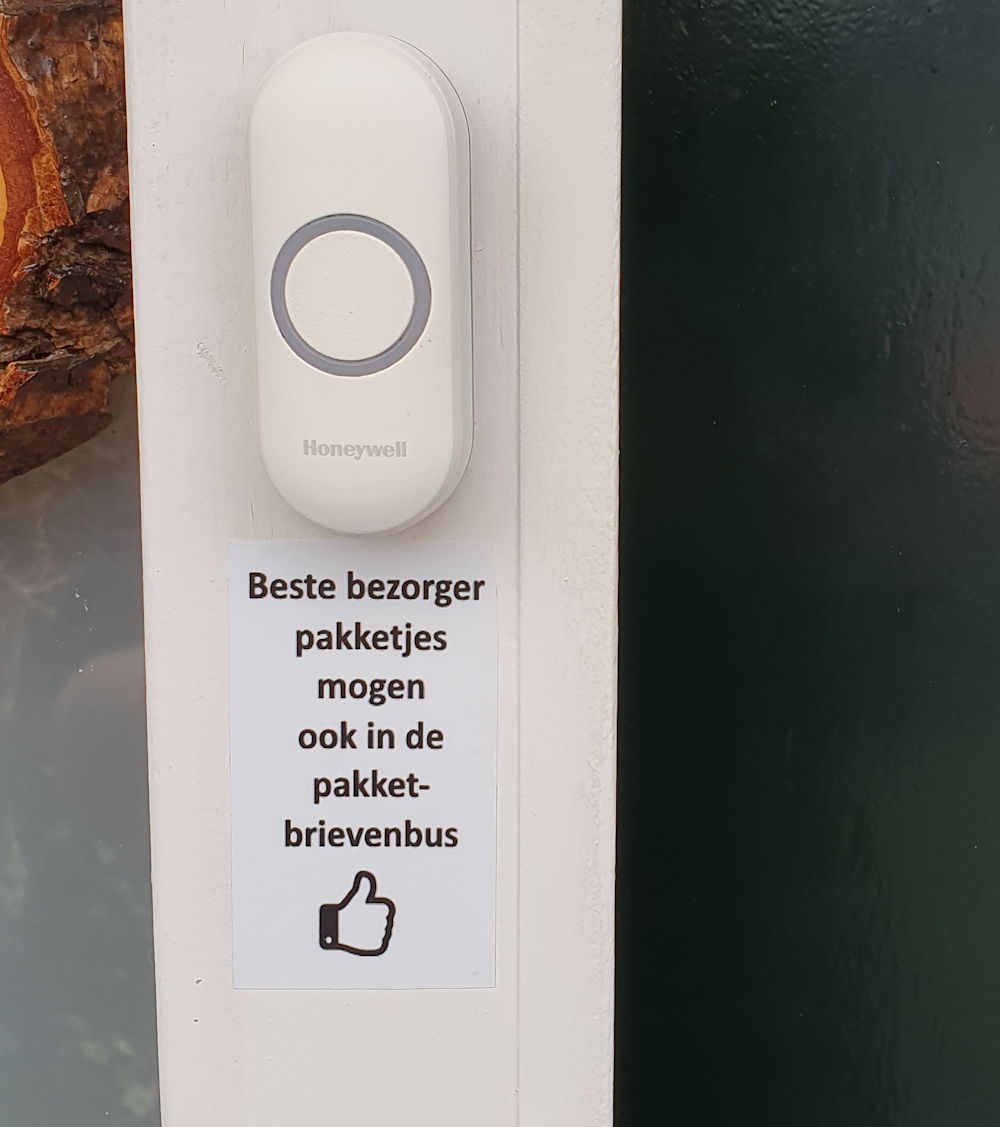 Honeywell
Beste bezorger
pakketjes
mogen
ook in de
pakket-
brievenbus